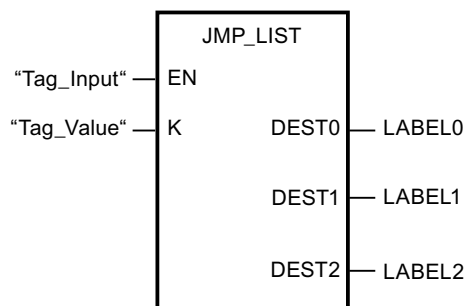 JMP_LIST
“Tag_Input“ EN
“Tag_Value“ K DEST0 LABEL0
DEST1 LABEL1
DEST2 LABEL2